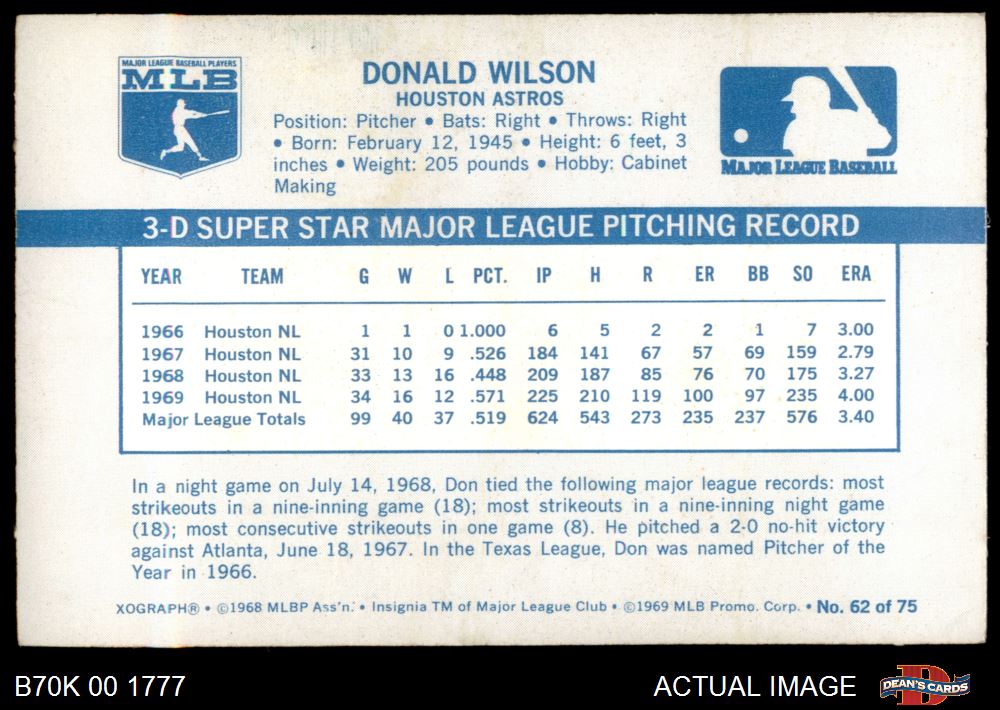 MAJOR LEAGUE BASEBALL PLAYERS
MLB
DONALD WILSON
HOUSTON ASTROS
Position: Pitcher • Bats: Right • Throws: Right
• Born: February 12, 1945 • Height: 6 feet, 3
inches • Weight: 205 pounds • Hobby: Cabinet
Making
MAJOR LEAGUE BASEBALL
3-D SUPER STAR MAJOR LEAGUE PITCHING RECORD
YEAR TEAM G W L PCT. IP H R ER BB SO ERA
1966 Houston NL 1 1 0 1.000 6 5 2 2 1 7 3.00
1967 Houston NL 31 10 9 .526 184 141 67 57 69 159 2.79
1968 Houston NL 33 13 16 .448 209 187 85 76 70 175 3.27
1969 Houston NL 34 16 12 .571 225 210 119 100 97 235 4.00
Major League Totals 99 40 37 .519 624 543 273 235 237 576 3.40
In a night game on July 14, 1968, Don tied the following major league records: most
strikeouts in a nine-inning game (18); most strikeouts in a nine-inning night game
(18); most consecutive strikeouts in one game (8). He pitched a 2-0 no-hit victory
against Atlanta, June 18, 1967. In the Texas League, Don was named Pitcher of the
Year in 1966.
XOGRAPH® • ©1968 MLBP Ass'n. • Insignia TM of Major League Club • ©1969 MLB Promo. Corp. • No. 62 of 75
B70K 00 1777
ACTUAL IMAGE
D
DEAN'S CARDS